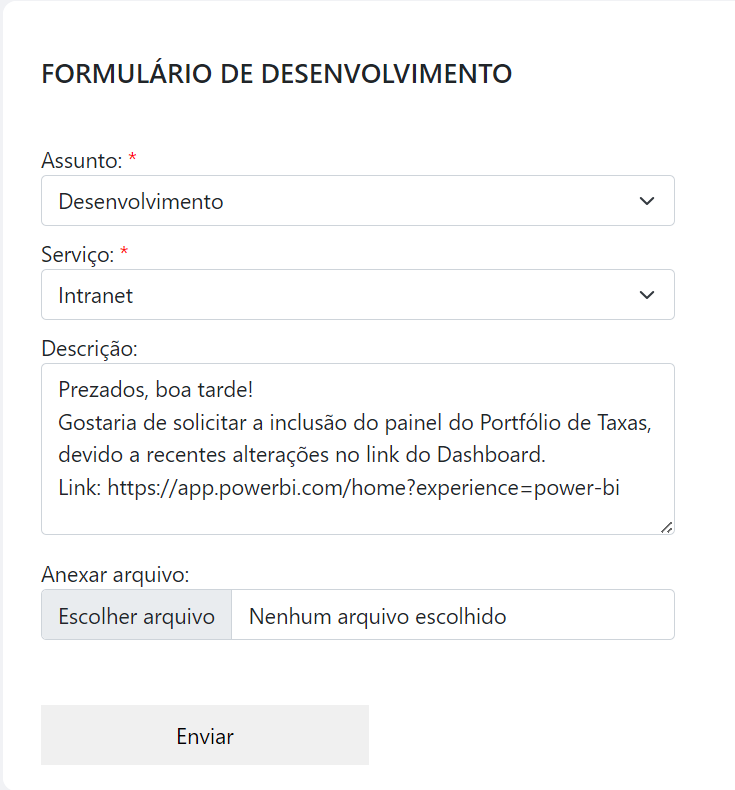 FORMULÁRIO DE DESENVOLVIMENTO
Assunto: *
Desenvolvimento
Serviço: *
Intranet
Descrição:
Prezados, boa tarde!
Gostaria de solicitar a inclusão do painel do Portfólio de Taxas,
devido a recentes alterações no link do Dashboard.
Link: https://app.powerbi.com/home?experience=power-bi
Anexar arquivo:
Escolher arquivo Nenhum arquivo escolhido
Enviar